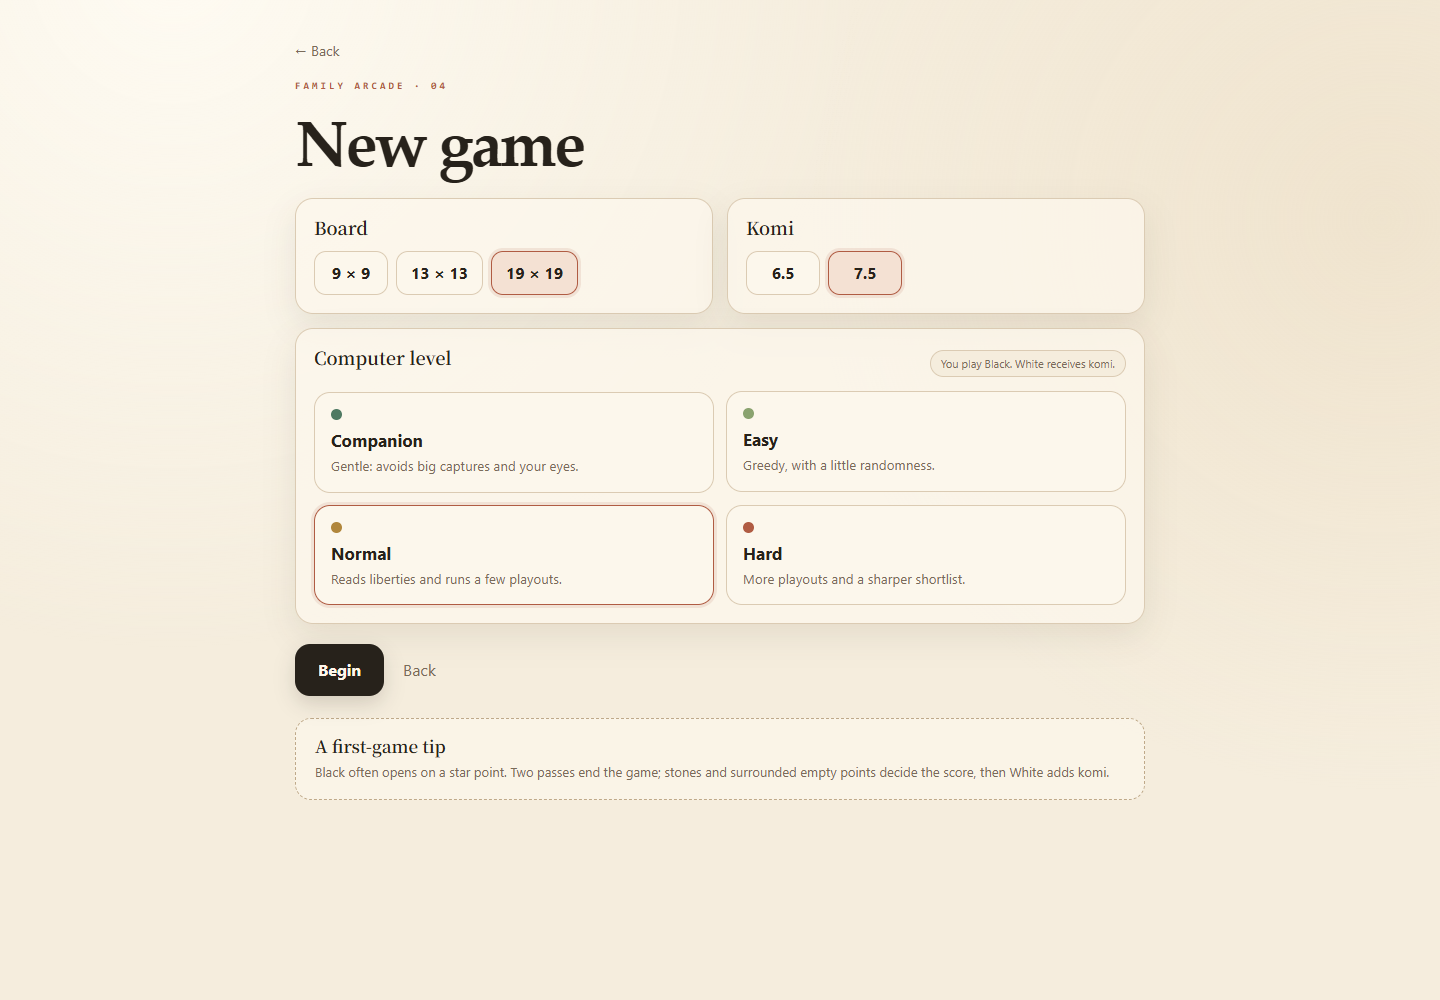 ← Back
FAMILY ARCADE · 04
New game
Board
9 × 9
13 × 13
19 × 19
Komi
6.5
7.5
Computer level
You play Black. White receives komi.
Companion
Gentle: avoids big captures and your eyes.
Easy
Greedy, with a little randomness.
Normal
Reads liberties and runs a few playouts.
Hard
More playouts and a sharper shortlist.
Begin
Back
A first-game tip
Black often opens on a star point. Two passes end the game; stones and surrounded empty points decide the score, then White adds komi.